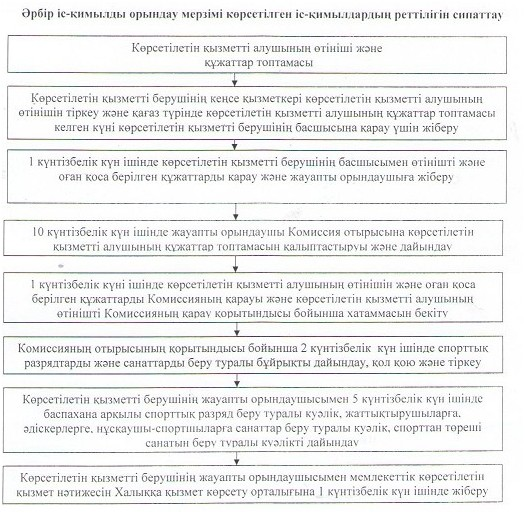 Әрбір іс-қимылды орындау мерзімі көрсетілген іс-қимылдардың реттілігін сипаттау
Көрсетілетін қызметті алушының өтініші және
құжаттар топтамасы
Көрсетілетін қызметті берушінің кеңсе қызметкері көрсетілетін қызметті алушының
өтінішін тіркеу және қағаз түрінде көрсетілетін қызметті алушының құжаттар топтамасы
келген күні көрсетілетін қызметті берушінің басшысына қарау үшін жіберу
1 күнтізбелік күн ішінде көрсетілетін қызметті берушінің басшысымен өтінішті және
оған қоса берілген құжаттарды қарау және жауапты орындаушыға жіберу
10 күнтізбелік күн ішінде жауапты орындаушы Комиссия отырысына көрсетілетін
қызметті алушының құжаттар топтамасын қалыптастыруы және дайындау
1 күнтізбелік күні ішінде көрсетілетін қызметті алушының өтінішін және оған қоса
берілген құжаттарды Комиссияның қарауы және көрсетілетін қызметті алушының
өтінішті Комиссияның қарау қорытындысы бойынша хатаммасын бекіту
Комиссияның отырысының қорытындысы бойынша 2 күнтізбелік күн ішінде спорттық
разрядтарды және санаттарды беру туралы бұйрықты дайындау, қол қою және тіркеу
Көрсетілетін қызметті берушінің жауапты орындаушысымен 5 күнтізбелік күн ішінде
баспахана арқылы спорттық разряд беру туралы куәлік, жаттықтырушыларға,
әдіскерлерге, нұсқаушы-спортшыларға санаттар беру туралы куәлік, спорттан төреші
санатын беру туралы куәлікті дайындау
Көрсетілетін қызметті берушінің жауапты орындаушысымен мемлекеттік көрсетілетін
қызмет нәтижесін Халыққа қызмет көрсету орталығына 1 күнтізбелік күн ішінде жіберу